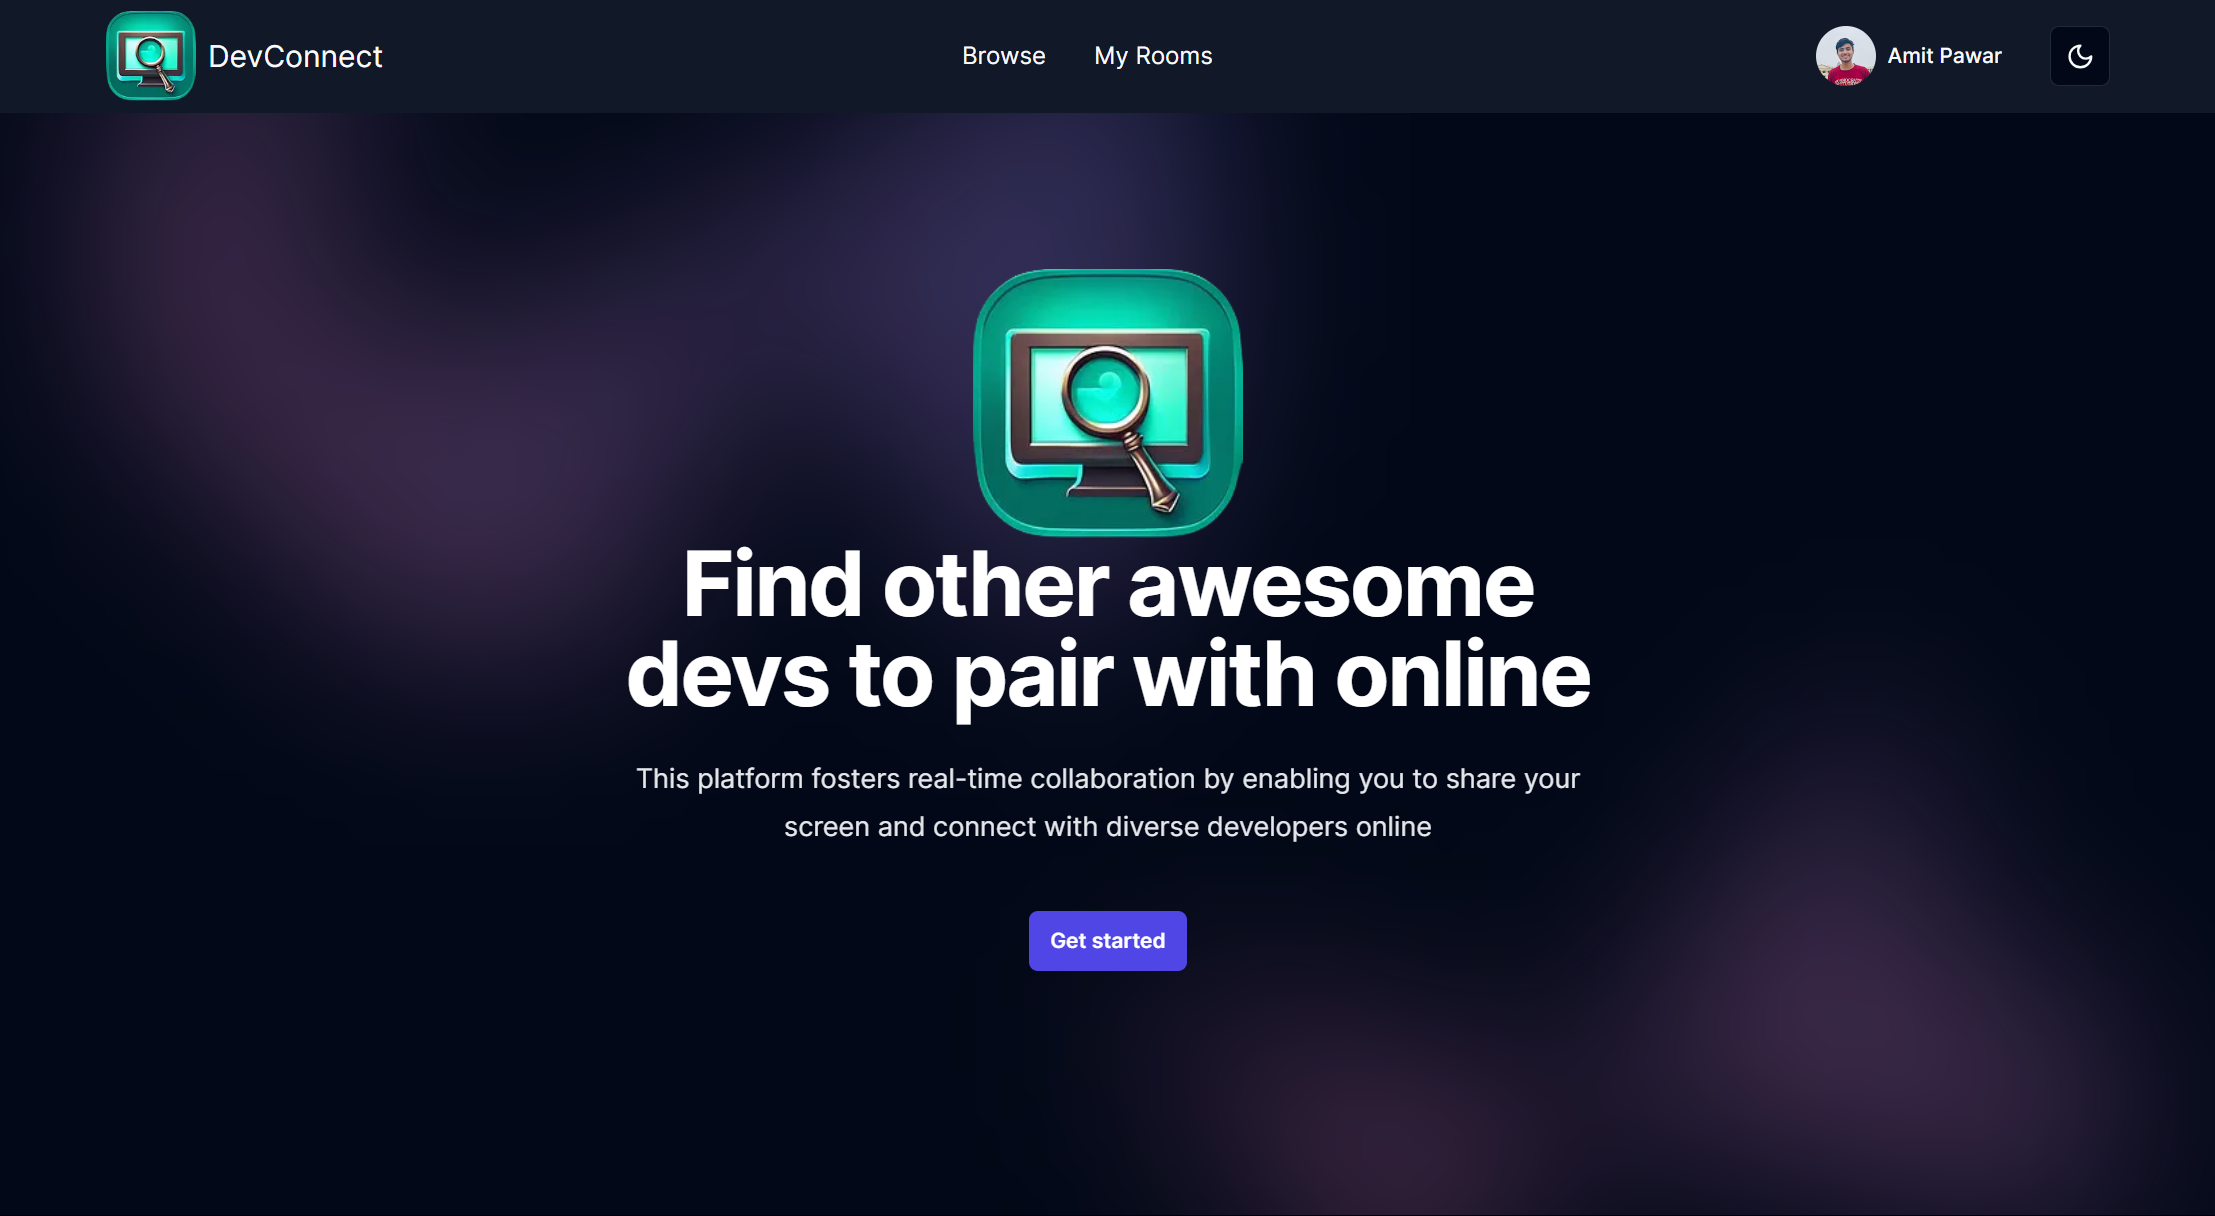 DevConnect
Browse
My Rooms
Amit Pawar
Find other awesome
devs to pair with online
This platform fosters real-time collaboration by enabling you to share your
screen and connect with diverse developers online
Get started